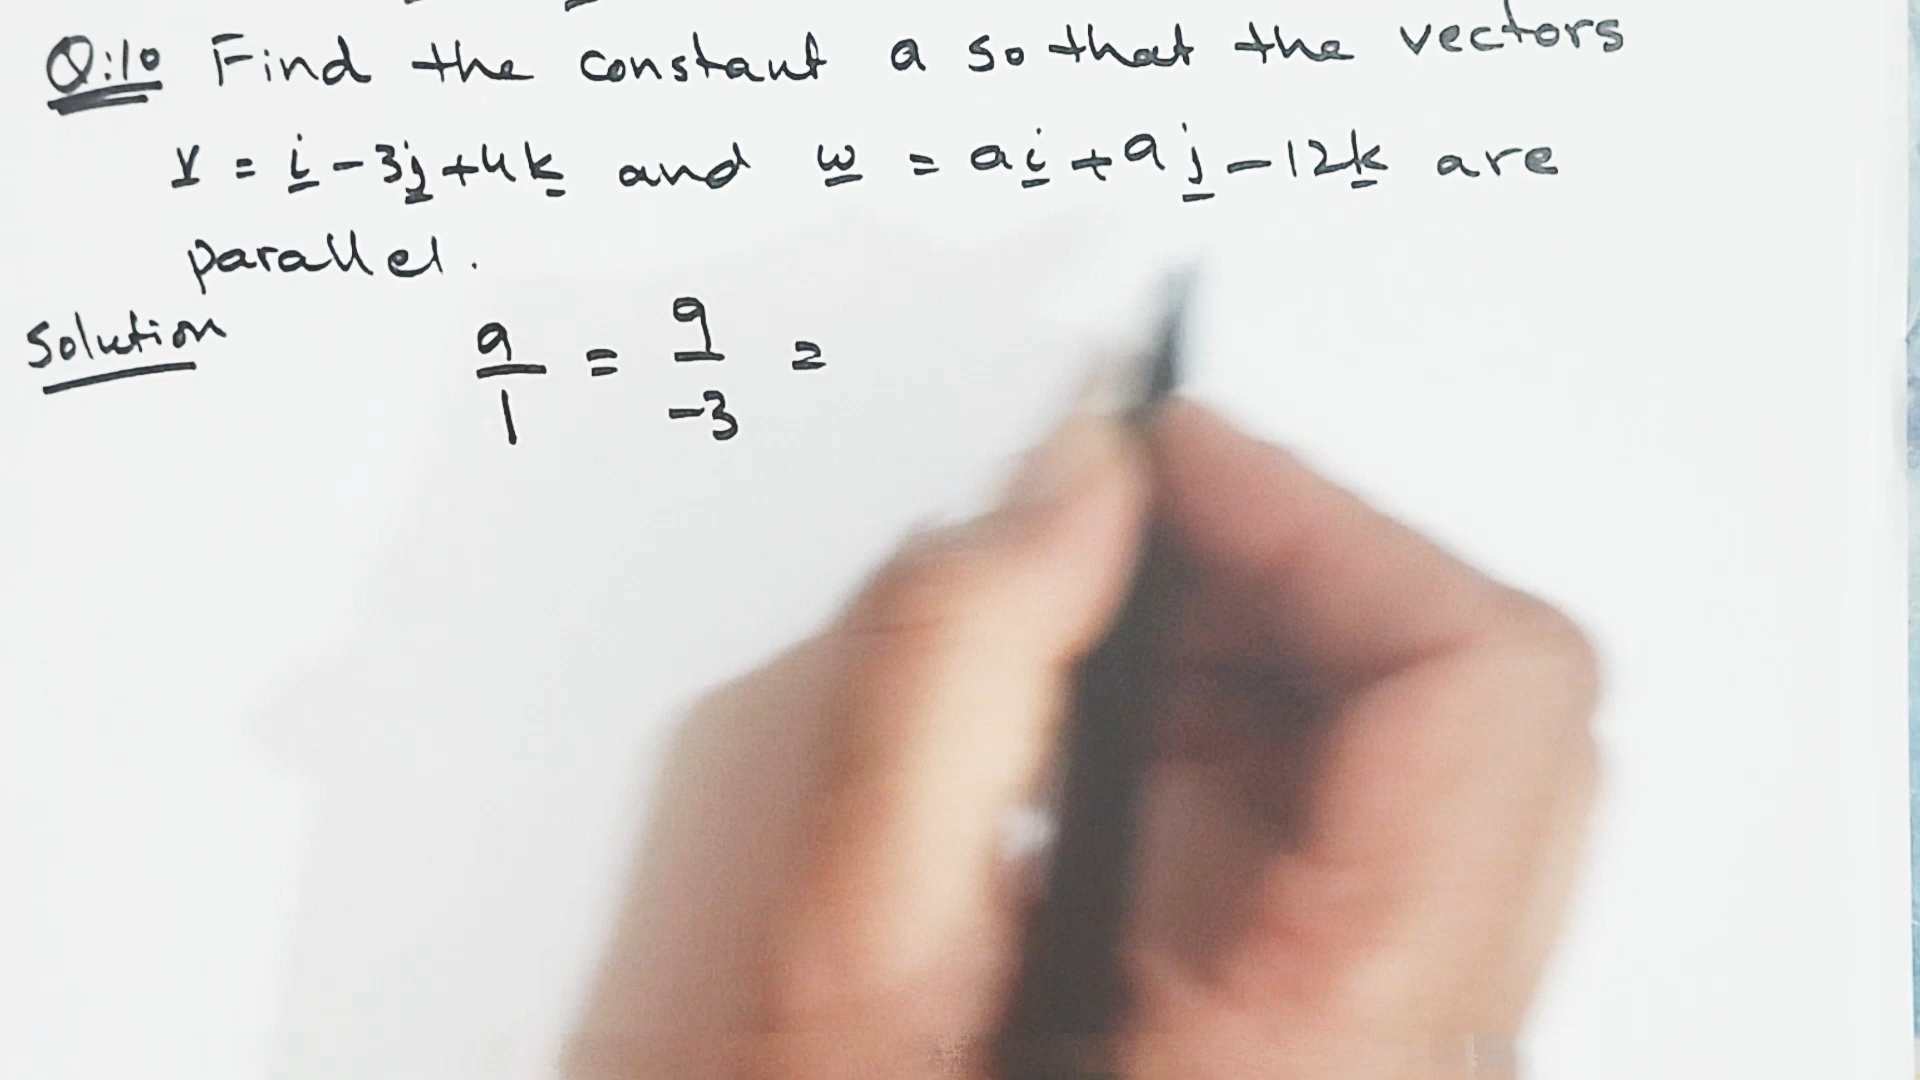 Q:10 Find the constant a so that the vectors
v = i - 3j + 4k and w = ai + 9j - 12k are
parallel.
Solution a/1 = 9/-3 =